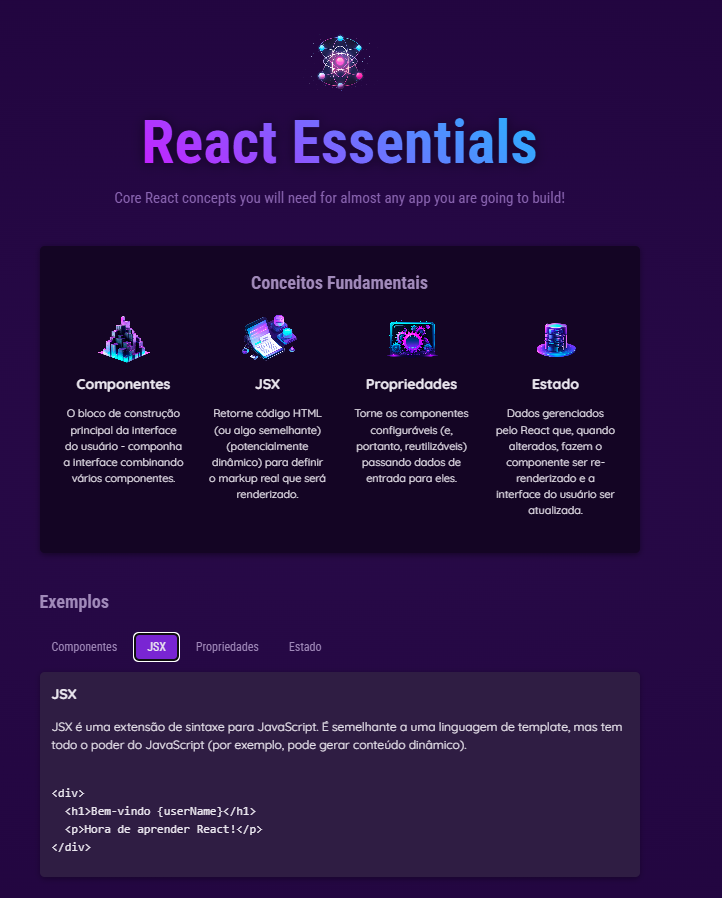 React Essentials
Core React concepts you will need for almost any app you are going to build!
Conceitos Fundamentais
Componentes
O bloco de construção
principal da interface
do usuário - componha
a interface combinando
vários componentes.
JSX
Retorne código HTML
(ou algo semelhante)
(potencialmente
dinâmico) para definir
o markup real que será
renderizado.
Propriedades
Torne os componentes
configuráveis (e,
portanto, reutilizáveis)
passando dados de
entrada para eles.
Estado
Dados gerenciados
pelo React que, quando
alterados, fazem o
componente ser re-
renderizado e a
interface do usuário ser
atualizada.
Exemplos
Componentes JSX Propriedades Estado
JSX
JSX é uma extensão de sintaxe para JavaScript. É semelhante a uma linguagem de template, mas tem
todo o poder do JavaScript (por exemplo, pode gerar conteúdo dinâmico).
<div>
  <h1>Bem-vindo {userName}</h1>
  <p>Hora de aprender React!</p>
</div>